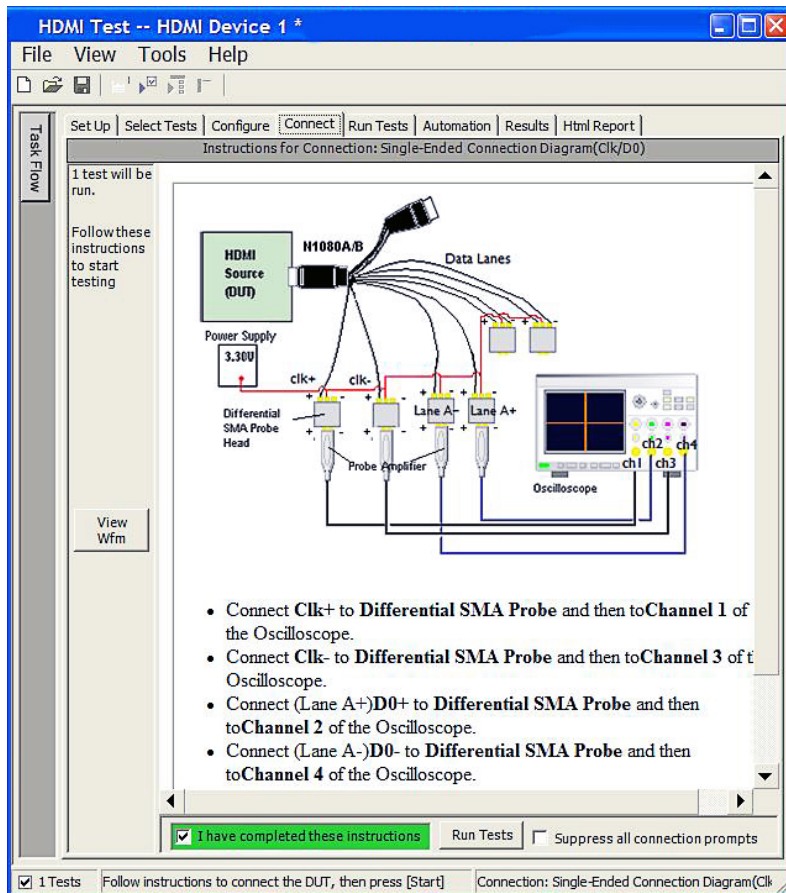 HDMI Test -- HDMI Device 1 *
File View Tools Help
Task Flow
Set Up Select Tests Configure Connect Run Tests Automation Results Html Report
Instructions for Connection: Single-Ended Connection Diagram(Clk/D0)
1 test will be
run.
Follow these
instructions
to start
testing
View
Wfm
HDMI
Source
(DUT)
N1080A/B
Data Lanes
Power Supply
3.30V
clk+
clk-
+ -
+ -
+ -
+ -
+ -
+ -
Lane A-
Lane A+
Differential
SMA Probe
Head
Probe Amplifier
ch1
ch2
ch3
ch4
Oscilloscope
• Connect Clk+ to Differential SMA Probe and then toChannel 1 of
the Oscilloscope.
• Connect Clk- to Differential SMA Probe and then toChannel 3 of t
Oscilloscope.
• Connect (Lane A+)D0+ to Differential SMA Probe and then
toChannel 2 of the Oscilloscope.
• Connect (Lane A-)D0- to Differential SMA Probe and then
toChannel 4 of the Oscilloscope.
I have completed these instructions
Run Tests
Suppress all connection prompts
1 Tests
Follow instructions to connect the DUT, then press [Start]
Connection: Single-Ended Connection Diagram(Clk